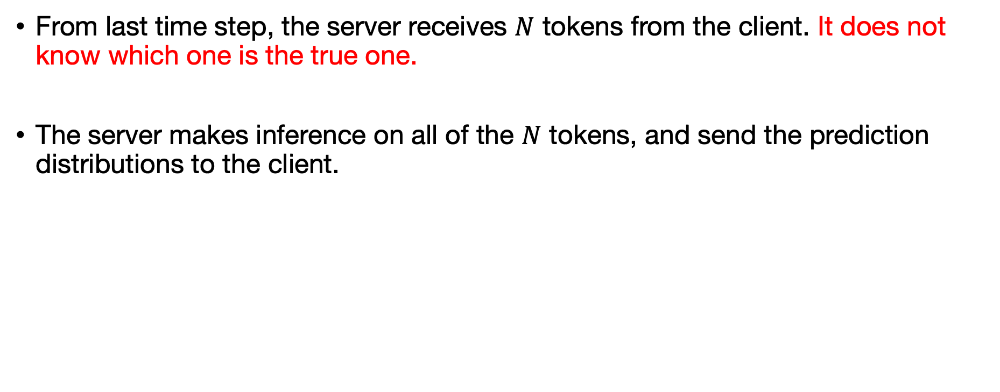 • From last time step, the server receives N tokens from the client. It does not
know which one is the true one.
• The server makes inference on all of the N tokens, and send the prediction
distributions to the client.